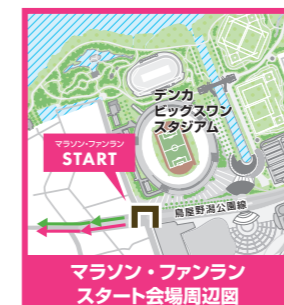 デンカ
ビッグスワン
スタジアム
マラソン・ファンラン
START
鳥屋野潟公園線
マラソン・ファンラン
スタート会場周辺図